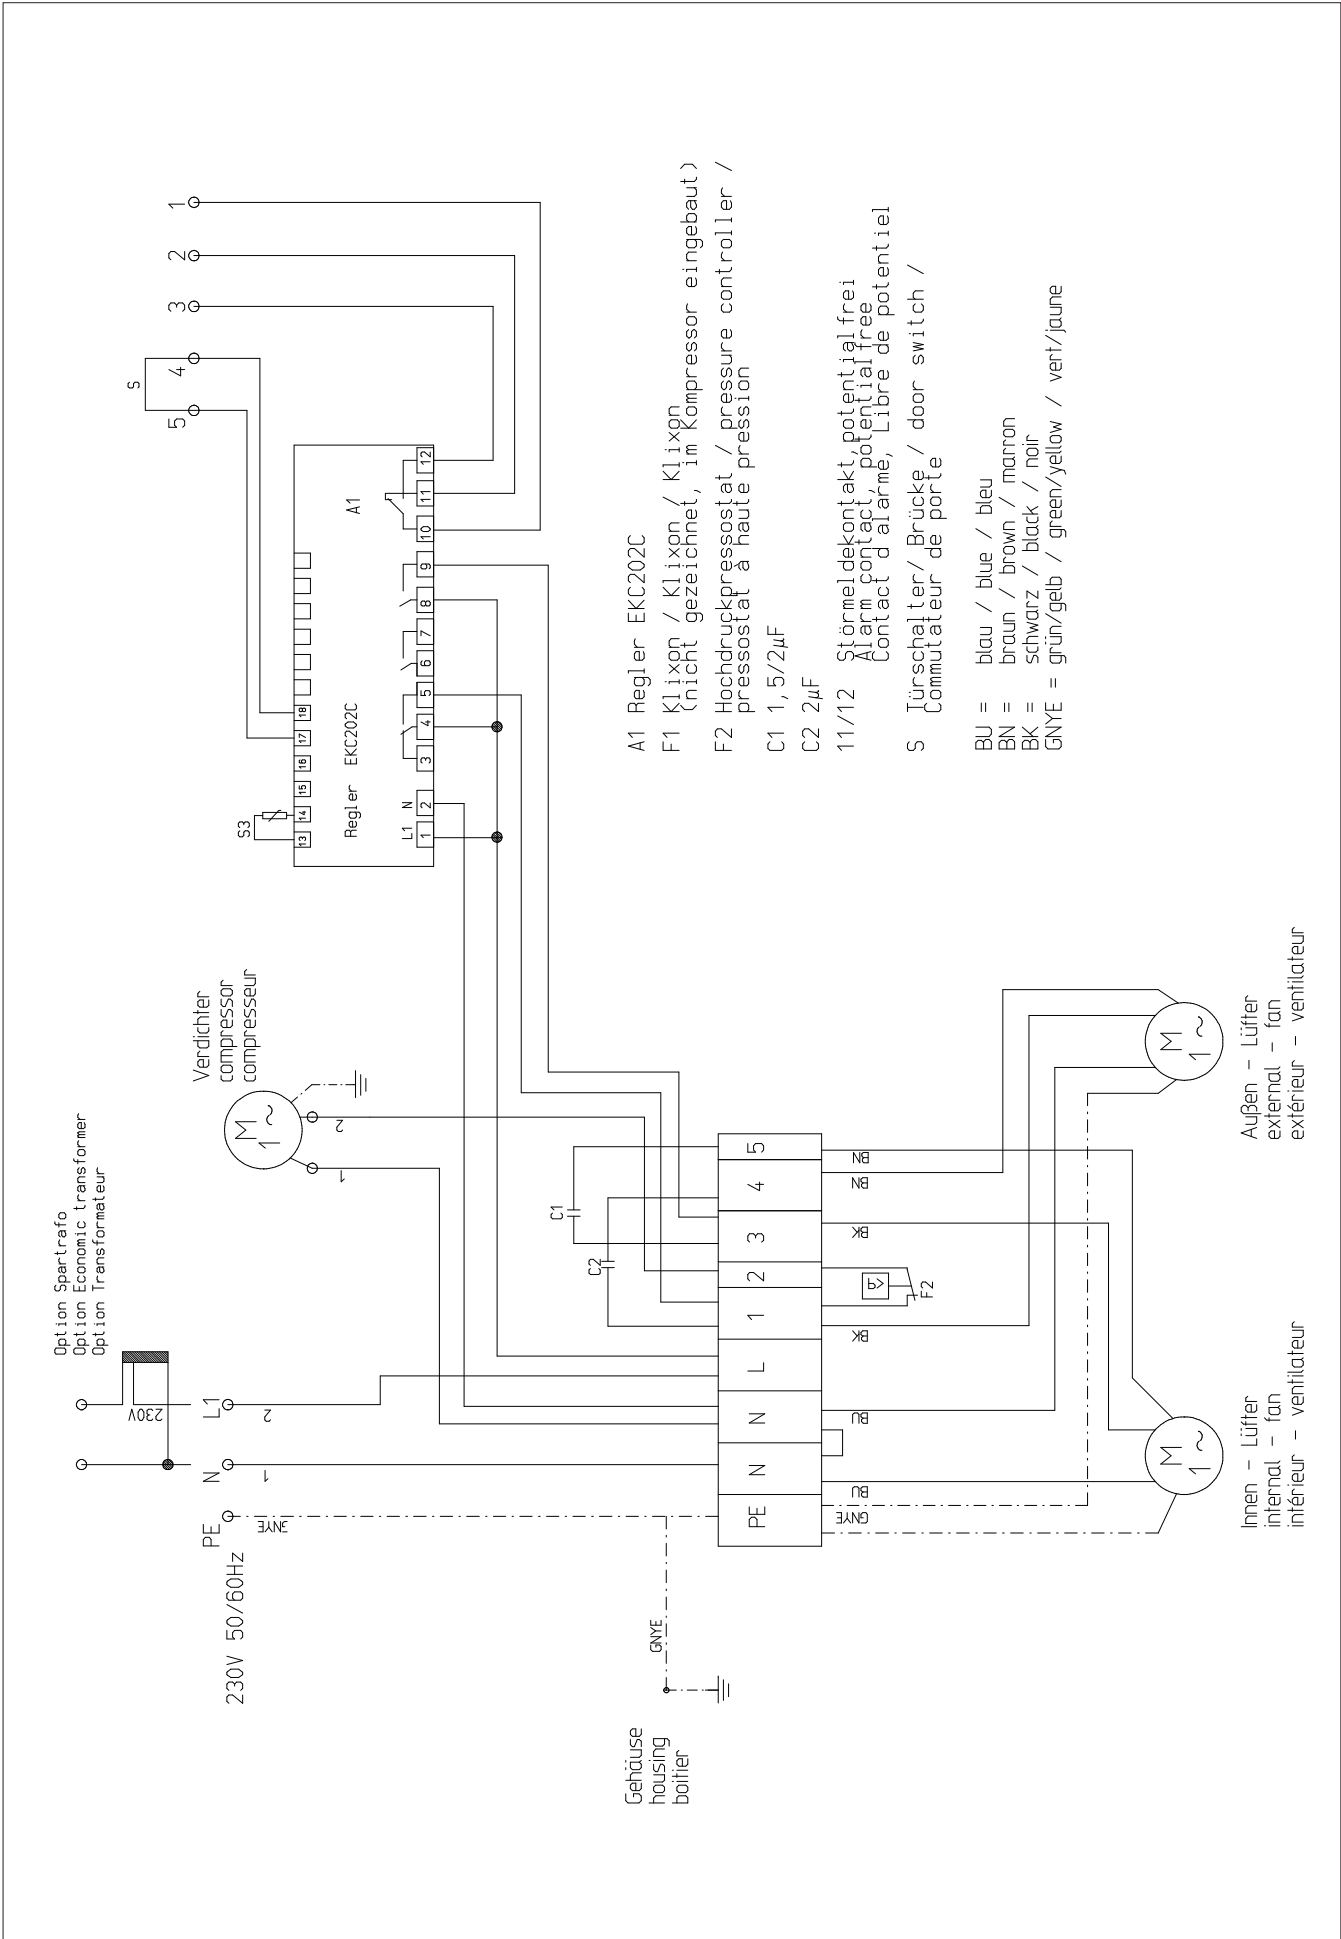 Option Spartrafo
Option Economic transformer
Option Transformateur
230V
L1
2
N
1
PE
GNYE
230V 50/60Hz
Verdichter
compressor
compresseur
M
1 ~
1
2
S
5
4
3
2
1
S3
13
14
15
16
17
18
Regler EKC202C
A1
L1
N
1
2
3
4
5
6
7
8
9
10
11
12
Gehäuse
housing
boitier
GNYE
C1
C2
PE
N
N
L
1
2
3
4
5
GNYE
BU
BU
BK
P>
F2
BK
BN
BN
M
1 ~
Innen - Lüfter
internal - fan
intérieur - ventilateur
M
1 ~
Außen - Lüfter
external - fan
extérieur - ventilateur
A1 Regler EKC202C
F1 Klixon / Klixon / Klixon
(nicht gezeichnet, im Kompressor eingebaut)
F2 Hochdruckpressostat / pressure controller /
pressostat à haute pression
C1 1,5/2µF
C2 2µF
11/12 Störmeldekontakt, potentialfrei
Alarm contact, potential free
Contact d alarme, Libre de potentiel
S Türschalter/ Brücke / door switch /
Commutateur de porte
BU = blau / blue / bleu
BN = braun / brown / marron
BK = schwarz / black / noir
GNYE = grün/gelb / green/yellow / vert/jaune